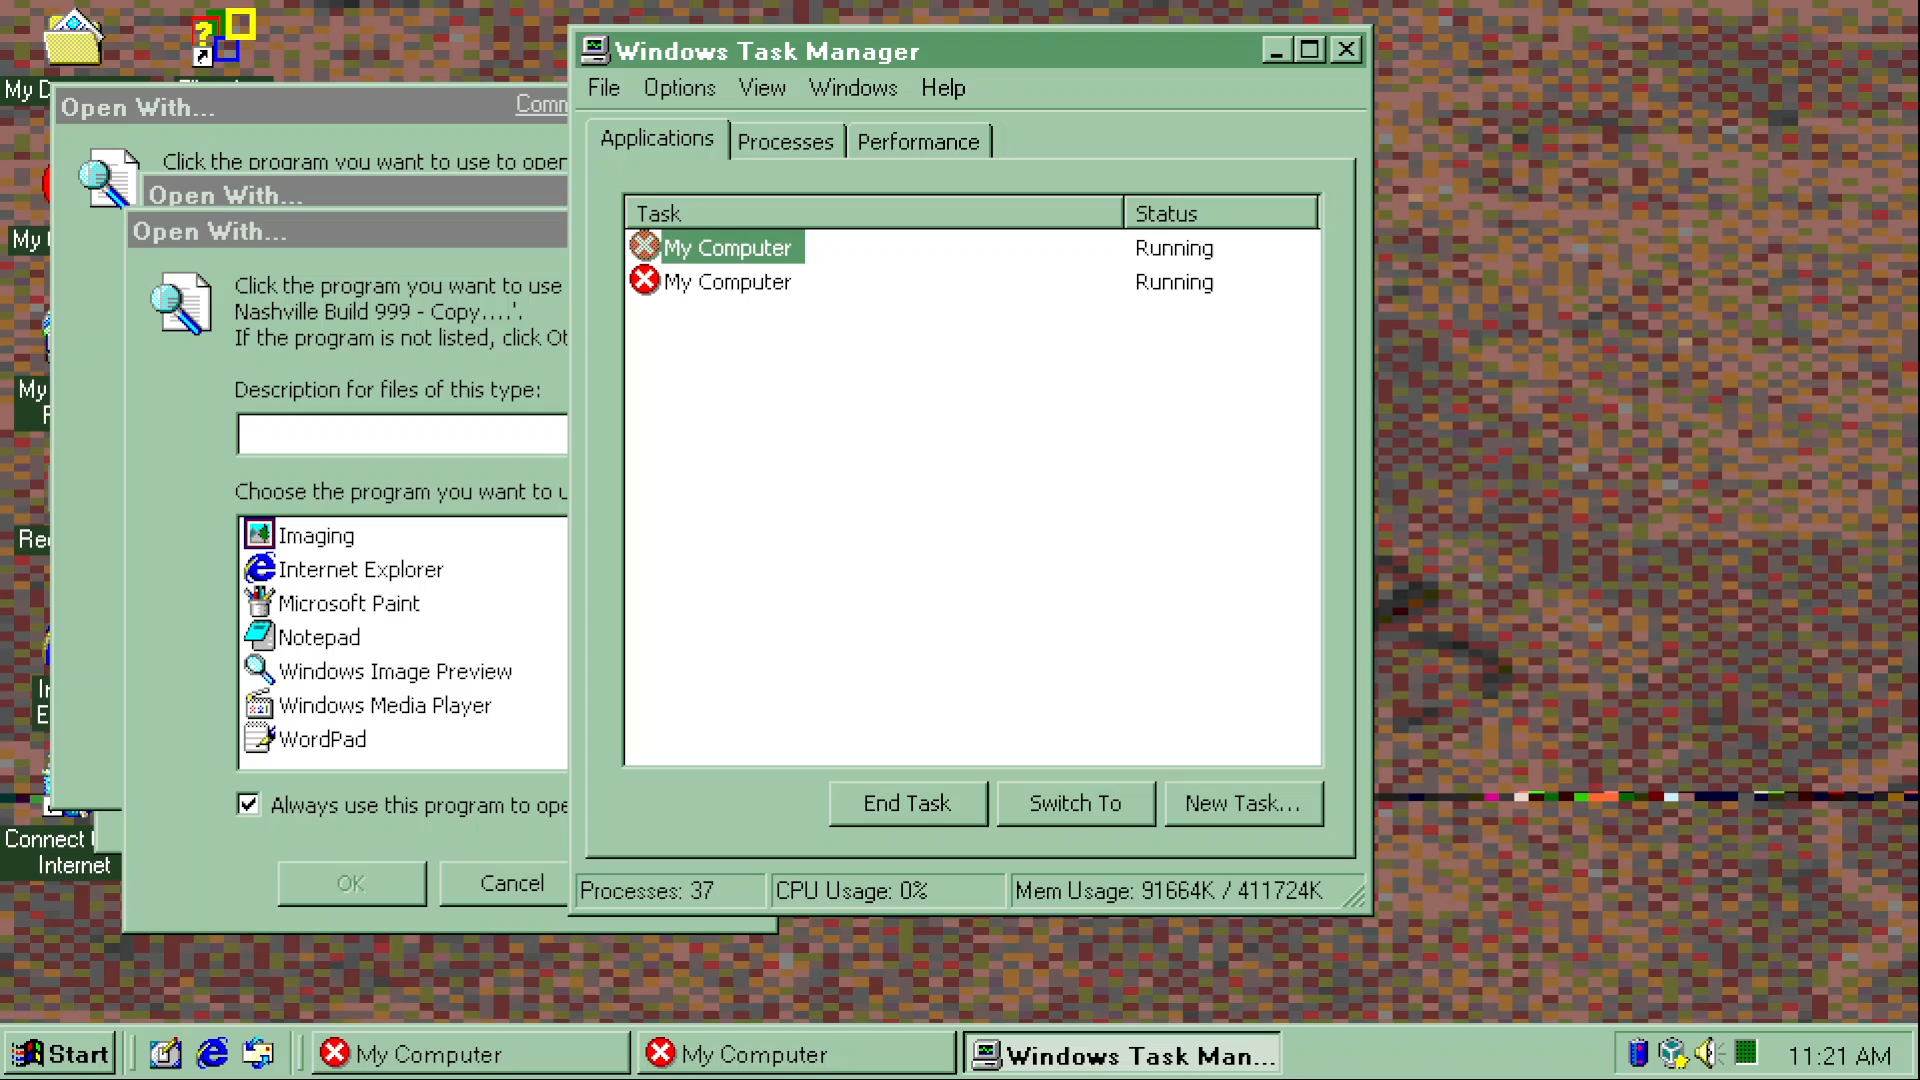 My D
Open With...
Comm
Click the program you want to use to open
Open With...
Open With...
Click the program you want to use
Nashville Build 999 - Copy....'.
If the program is not listed, click Ot
Description for files of this type:
Choose the program you want to u
Imaging
Internet Explorer
Microsoft Paint
Notepad
Windows Image Preview
Windows Media Player
WordPad
Always use this program to ope
OK
Cancel
My
My
Rec
Connect
Internet
Windows Task Manager
File Options View Windows Help
Applications Processes Performance
Task Status
My Computer Running
My Computer Running
End Task Switch To New Task...
Processes: 37 CPU Usage: 0% Mem Usage: 91664K / 411724K
Start My Computer My Computer Windows Task Man... 11:21 AM